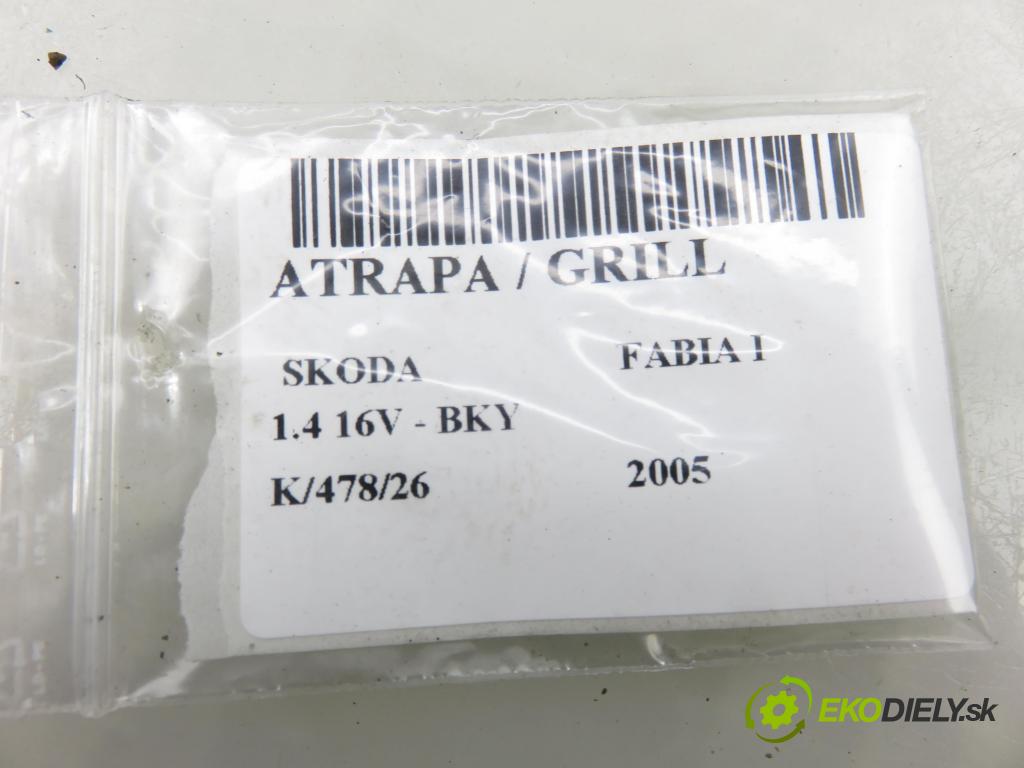 ATRAPA / GRILL
SKODA FABIA I
1.4 16V - BKY
K/478/26 2005
EKODIELY.sk